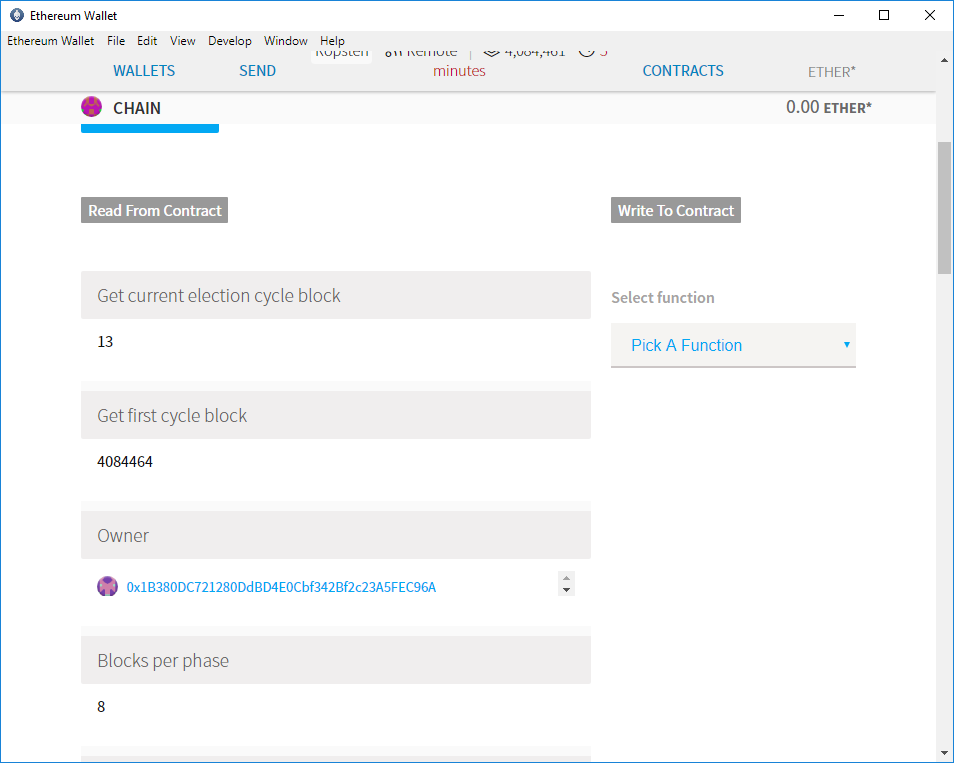 Ethereum Wallet
Ethereum Wallet File Edit View Develop Window Help
Ropsten Remote | 4,084,461 5
WALLETS SEND minutes CONTRACTS ETHER*
CHAIN 0.00 ETHER*
Read From Contract
Write To Contract
Get current election cycle block
13
Select function
Pick A Function
Get first cycle block
4084464
Owner
0x1B380DC721280DdBD4E0Cbf342Bf2c23A5FEC96A
Blocks per phase
8